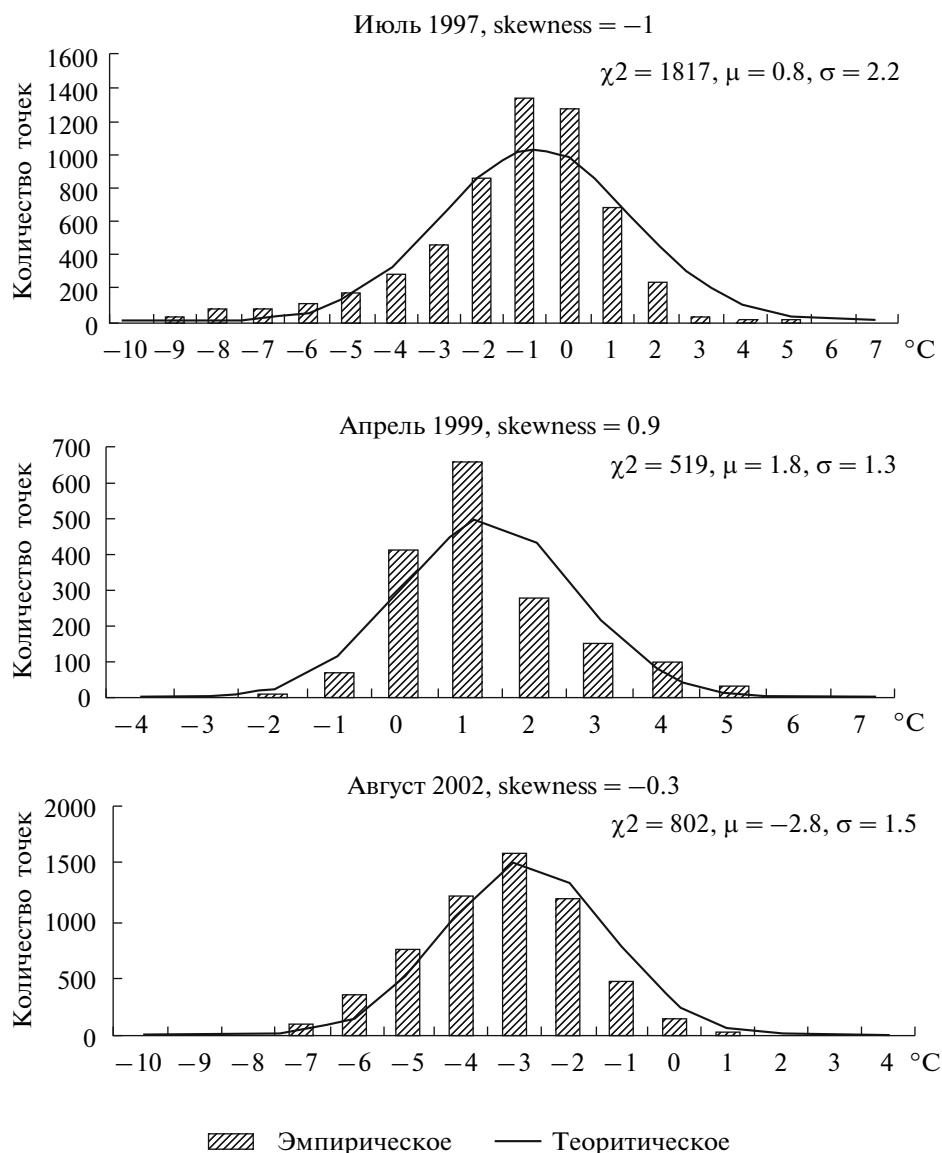 Июль 1997, skewness = −1
χ2 = 1817, μ = 0.8, σ = 2.2
Количество точек
1600
1400
1200
1000
800
600
400
200
0
−10 −9 −8 −7 −6 −5 −4 −3 −2 −1 0 1 2 3 4 5 6 7 °C
Апрель 1999, skewness = 0.9
χ2 = 519, μ = 1.8, σ = 1.3
Количество точек
700
600
500
400
300
200
100
0
−4 −3 −2 −1 0 1 2 3 4 5 6 7 °C
Август 2002, skewness = −0.3
χ2 = 802, μ = −2.8, σ = 1.5
Количество точек
2000
1500
1000
500
0
−10 −9 −8 −7 −6 −5 −4 −3 −2 −1 0 1 2 3 4 °C
Эмпирическое Теоритическое